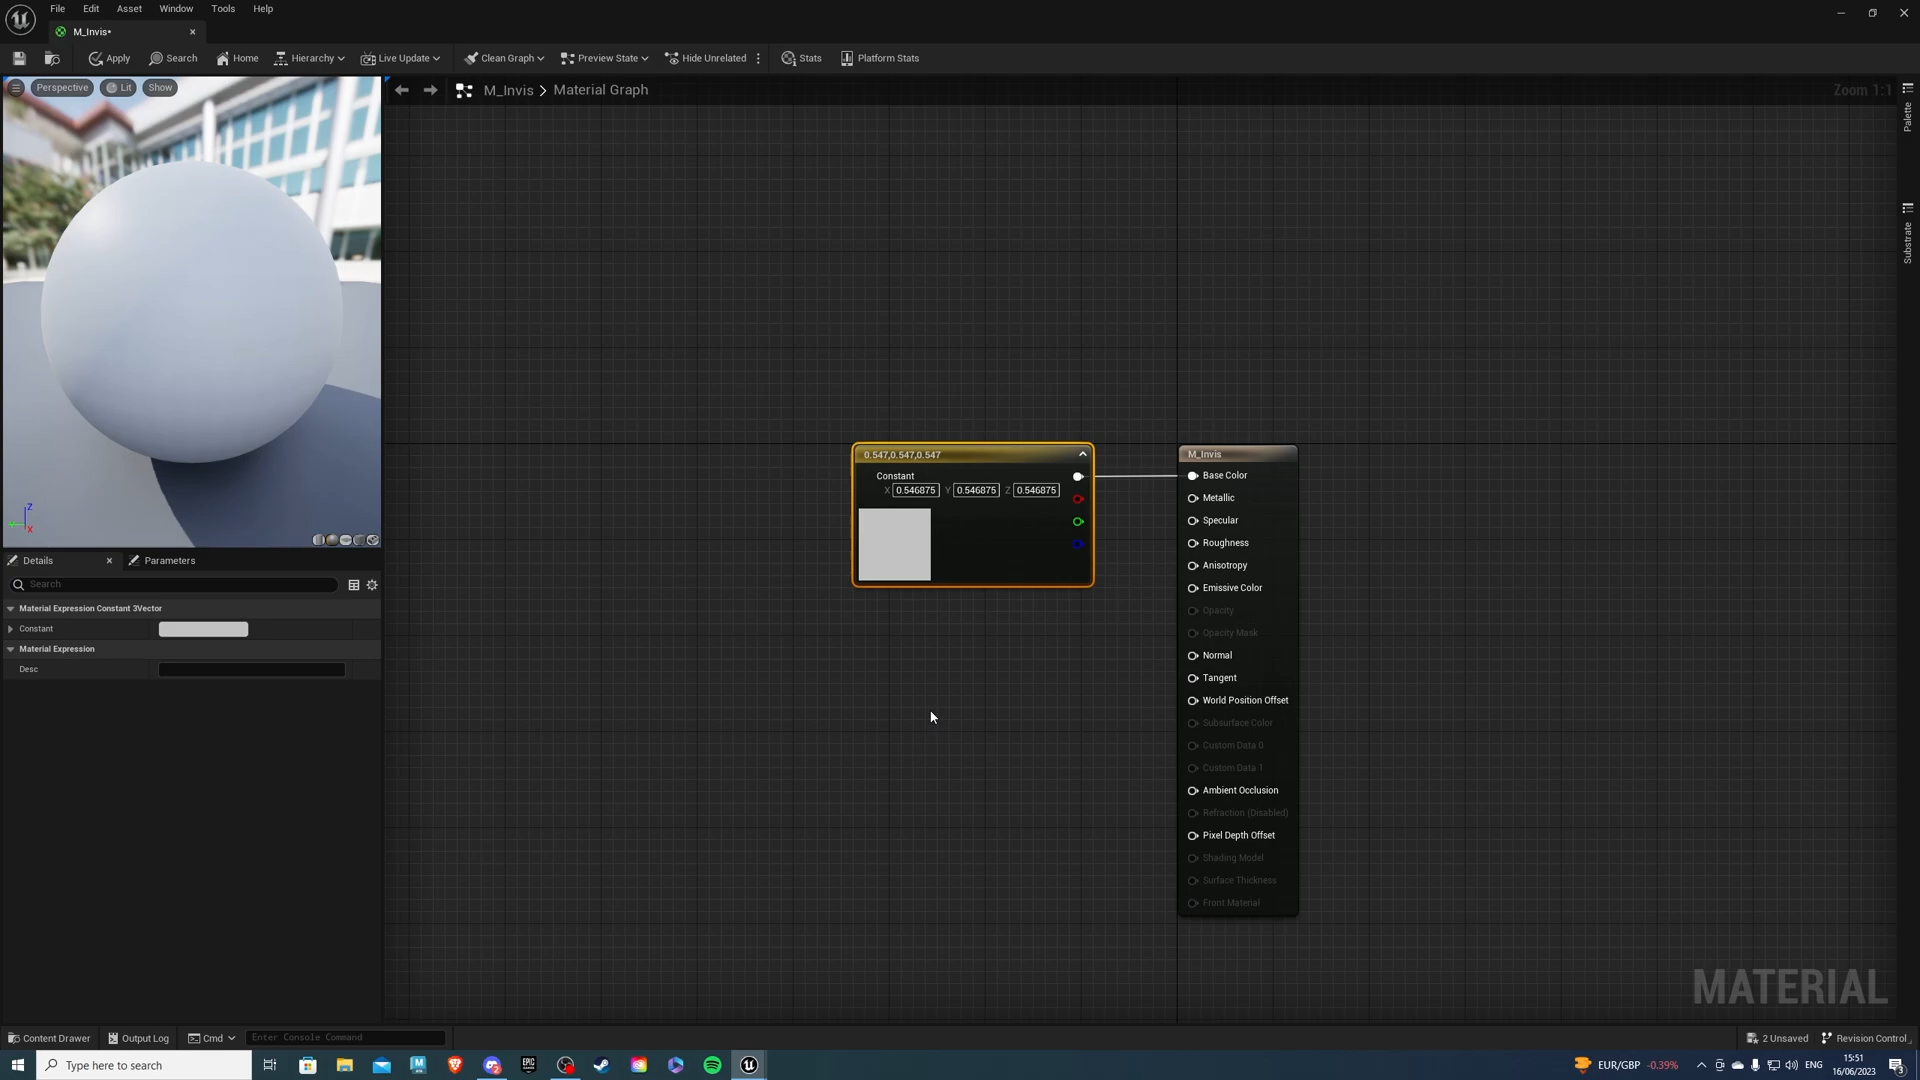 File Edit Asset Window Tools Help
M_Invis•
Apply Search Home Hierarchy Live Update Clean Graph Preview State Hide Unrelated Stats Platform Stats
Perspective Lit Show
M_Invis > Material Graph
Zoom 1:1
Palette
Substrate
0.547,0.547,0.547
Constant
X 0.546875 Y 0.546875 Z 0.546875
M_Invis
Base Color
Metallic
Specular
Roughness
Anisotropy
Emissive Color
Opacity
Opacity Mask
Normal
Tangent
World Position Offset
Subsurface Color
Custom Data 0
Custom Data 1
Ambient Occlusion
Refraction (Disabled)
Pixel Depth Offset
Shading Model
Surface Thickness
Front Material
Z
X
Details Parameters
Search
Material Expression Constant 3Vector
Constant
Material Expression
Desc
MATERIAL
Content Drawer Output Log Cmd Enter Console Command 2 Unsaved Revision Control
Type here to search
EUR/GBP -0.39% ENG
15:51
16/06/2023